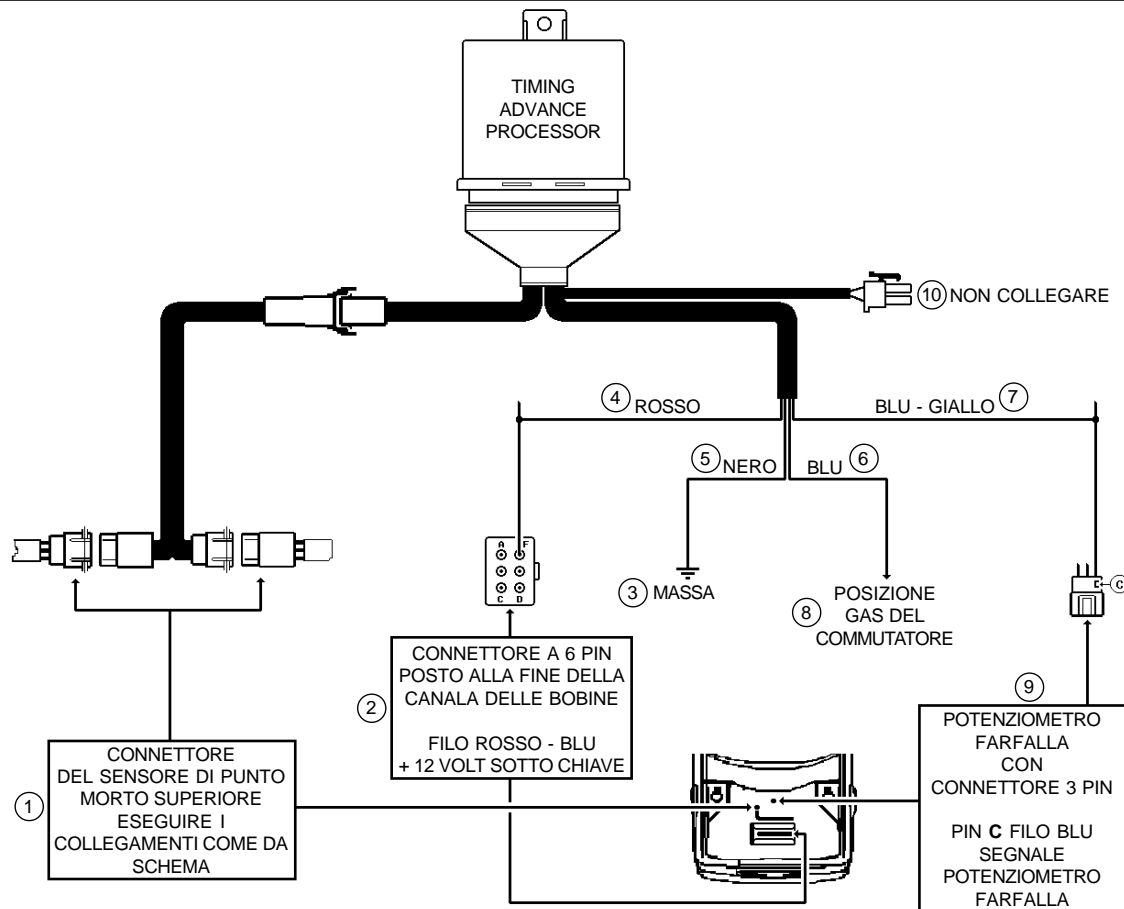 TIMING
ADVANCE
PROCESSOR
10 NON COLLEGARE
4 ROSSO
BLU - GIALLO 7
5 NERO
BLU 6
A F
C D
3 MASSA
8 POSIZIONE
GAS DEL
COMMUTATORE
C
2
CONNETTORE A 6 PIN
POSTO ALLA FINE DELLA
CANALA DELLE BOBINE
FILO ROSSO - BLU
+ 12 VOLT SOTTO CHIAVE
1
CONNETTORE
DEL SENSORE DI PUNTO
MORTO SUPERIORE
ESEGUIRE I
COLLEGAMENTI COME DA
SCHEMA
9
POTENZIOMETRO
FARFALLA
CON
CONNETTORE 3 PIN
PIN C FILO BLU
SEGNALE
POTENZIOMETRO
FARFALLA